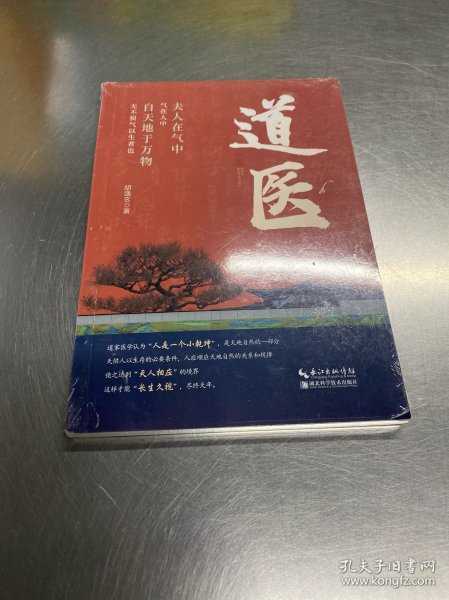 道医
夫人在气中
气在人中
自天地于万物
无不须气以生者也
胡逸玄◎著
道家医学认为“人是一个小乾坤”,是天地自然的一部分
天供人以生存的必要条件,人应顺应天地自然的关系和规律
使之达到“天人相应”的境界
这样才能“长生久视”,尽终天年。
长江出版传媒
湖北科学技术出版社
孔夫子旧书网
www.kongfz.com